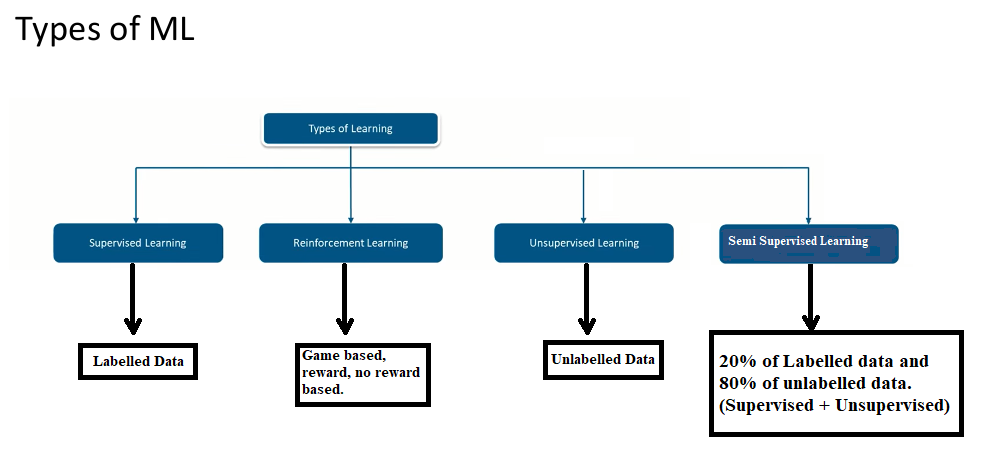 Types of ML
Types of Learning
Supervised Learning
Reinforcement Learning
Unsupervised Learning
Semi Supervised Learning
Labelled Data
Game based,
reward, no reward
based.
Unlabelled Data
20% of Labelled data and
80% of unlabelled data.
(Supervised + Unsupervised)